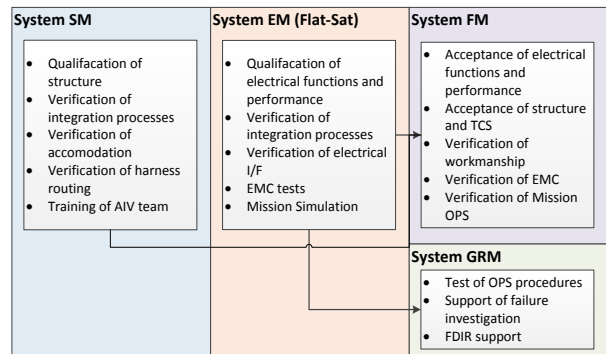 System SM
• Qualifacation of
structure
• Verification of
integration processes
• Verification of
accomodation
• Verification of harness
routing
• Training of AIV team
System EM (Flat-Sat)
• Qualifacation of
electrical functions and
performance
• Verification of
integration processes
• Verification of electrical
I/F
• EMC tests
• Mission Simulation
System FM
• Acceptance of electrical
functions and
performance
• Acceptance of structure
and TCS
• Verification of
workmanship
• Verification of EMC
• Verification of Mission
OPS
System GRM
• Test of OPS procedures
• Support of failure
investigation
• FDIR support